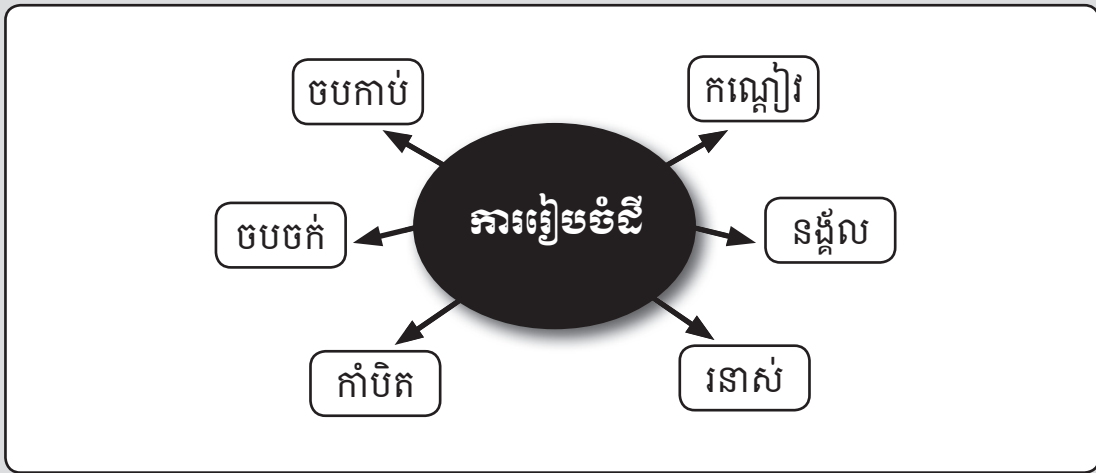 ចបកាប់
កណ្ដៀវ
ការរៀបចំដី
ចបចក់
នង្គ័ល
កាំបិត
រនាស់